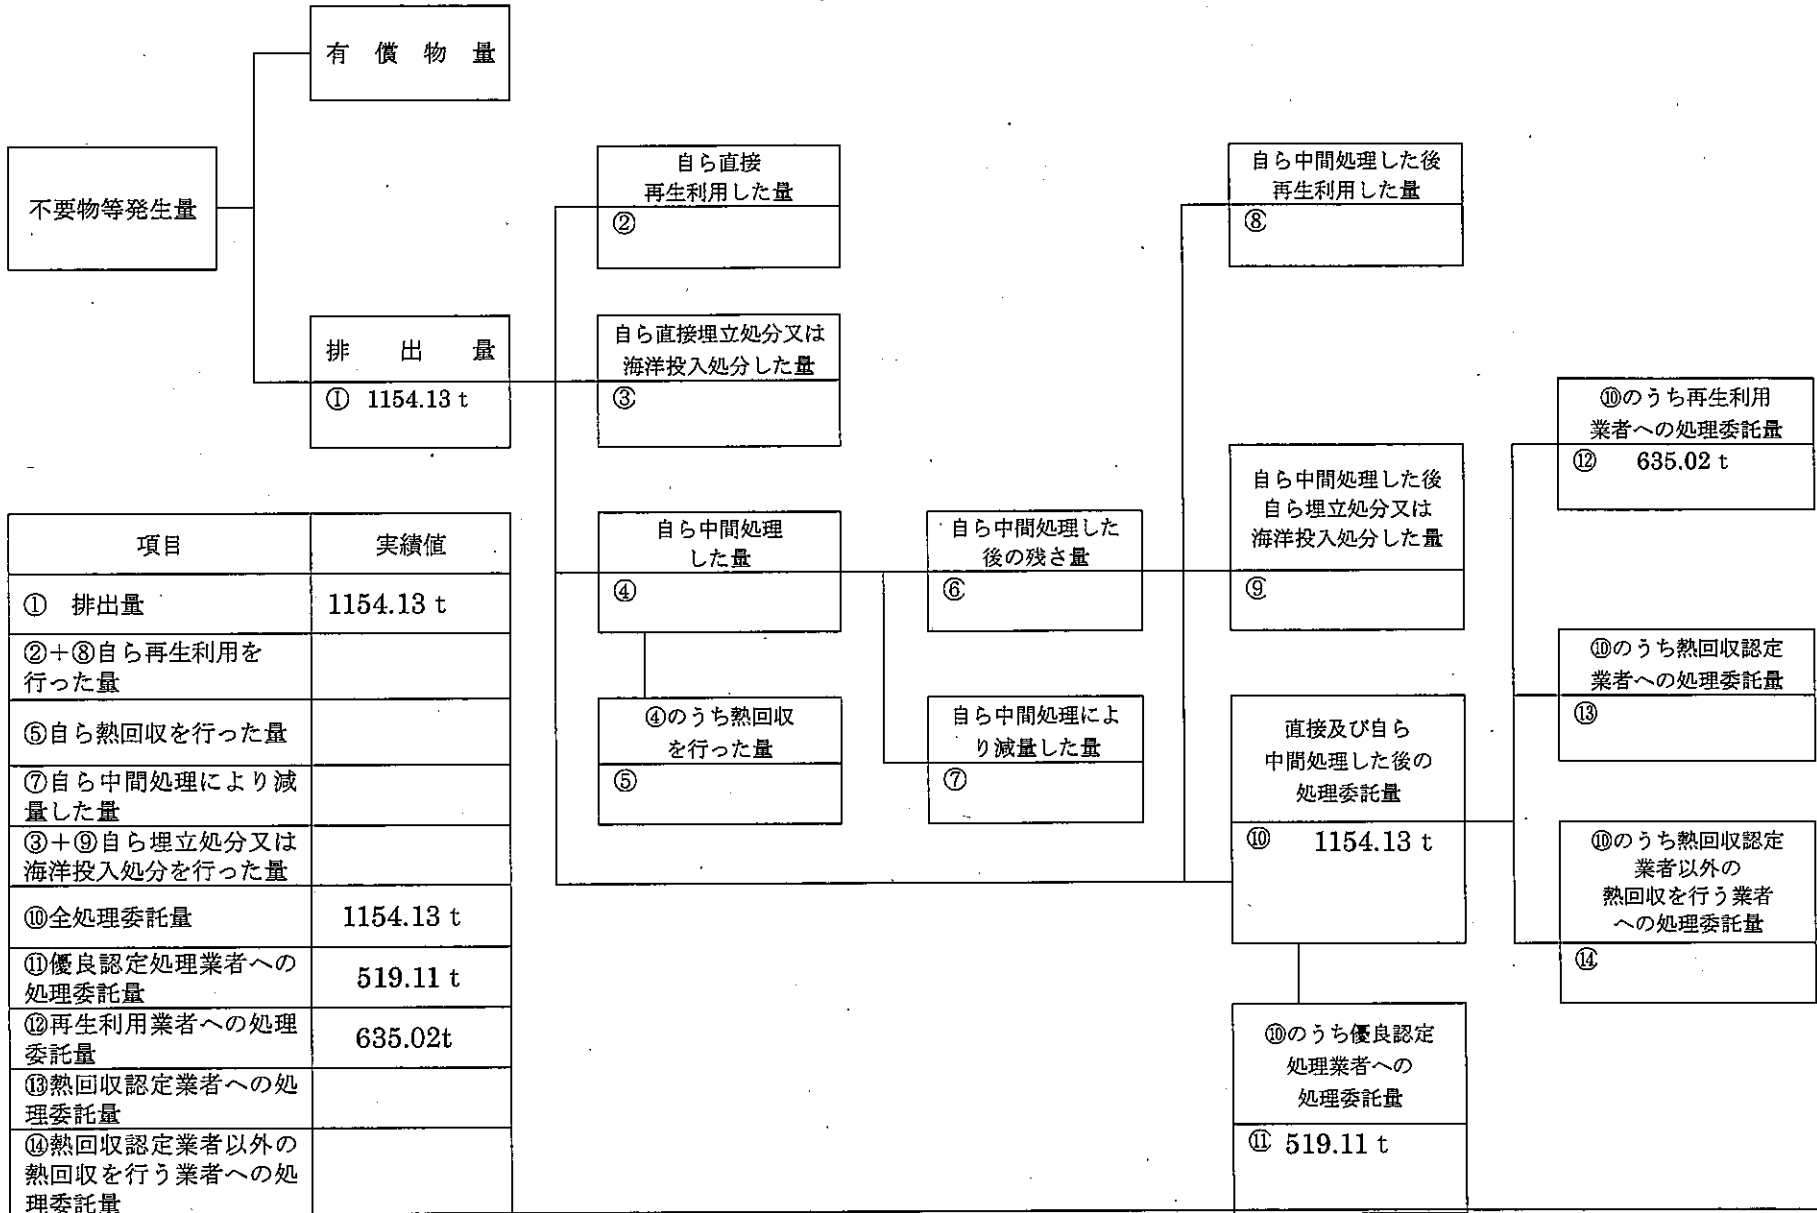 有償物量
不要物等発生量
排出量
① 1154.13 t
自ら直接
再生利用した量
②
自ら直接埋立処分又は
海洋投入処分した量
③
自ら中間処理
した量
④
④のうち熱回収
を行った量
⑤
自ら中間処理した
後の残さ量
⑥
自ら中間処理によ
り減量した量
⑦
自ら中間処理した後
再生利用した量
⑧
自ら中間処理した後
自ら埋立処分又は
海洋投入処分した量
⑨
直接及び自ら
中間処理した後の
処理委託量
⑩ 1154.13 t
⑩のうち優良認定
処理業者への
処理委託量
⑪ 519.11 t
⑩のうち再生利用
業者への処理委託量
⑫ 635.02 t
⑩のうち熱回収認定
業者への処理委託量
⑬
⑩のうち熱回収認定
業者以外の
熱回収を行う業者
への処理委託量
⑭
項目 実績値
① 排出量 1154.13 t
②+⑧自ら再生利用を
行った量
⑤自ら熱回収を行った量
⑦自ら中間処理により減
量した量
③+⑨自ら埋立処分又は
海洋投入処分を行った量
⑩全処理委託量 1154.13 t
⑪優良認定処理業者への
処理委託量 519.11 t
⑫再生利用業者への処理
委託量 635.02t
⑬熱回収認定業者への処
理委託量
⑭熱回収認定業者以外の
熱回収を行う業者への処
理委託量